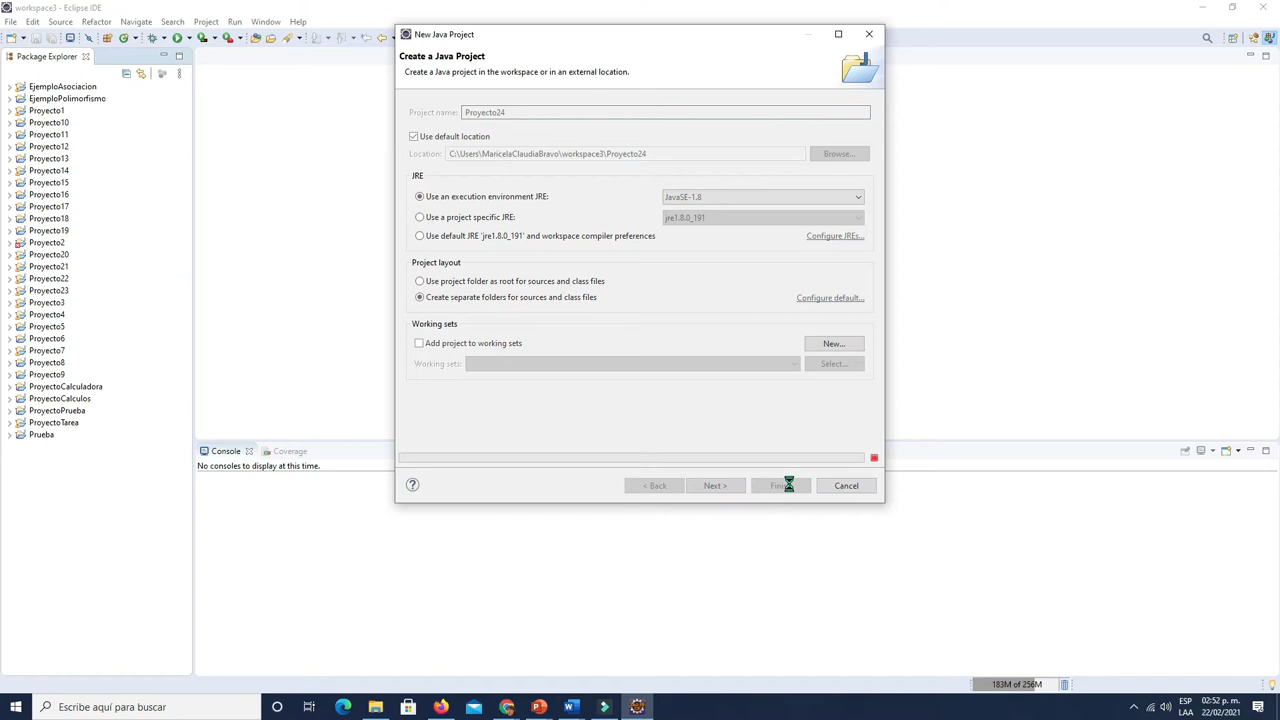 workspace3 - Eclipse IDE
File Edit Source Refactor Navigate Search Project Run Window Help
Package Explorer
EjemploAsociacion
EjemploPolimorfismo
Proyecto1
Proyecto10
Proyecto11
Proyecto12
Proyecto13
Proyecto14
Proyecto15
Proyecto16
Proyecto17
Proyecto18
Proyecto19
Proyecto2
Proyecto20
Proyecto21
Proyecto22
Proyecto23
Proyecto3
Proyecto4
Proyecto5
Proyecto6
Proyecto7
Proyecto8
Proyecto9
ProyectoCalculadora
ProyectoCalculos
ProyectoPrueba
ProyectoTarea
Prueba
New Java Project
Create a Java Project
Create a Java project in the workspace or in an external location.
Project name: Proyecto24
Use default location
Location: C:\Users\MaricelaClaudiaBravo\workspace3\Proyecto24 Browse...
JRE
Use an execution environment JRE: JavaSE-1.8
Use a project specific JRE: jre1.8.0_191
Use default JRE 'jre1.8.0_191' and workspace compiler preferences Configure JREs...
Project layout
Use project folder as root for sources and class files
Create separate folders for sources and class files Configure default...
Working sets
Add project to working sets New...
Working sets: Select...
< Back Next > Cancel
Console Coverage
No consoles to display at this time.
183M of 256M
Escribe aquí para buscar
ESP 02:52 p. m.
LAA 22/02/2021